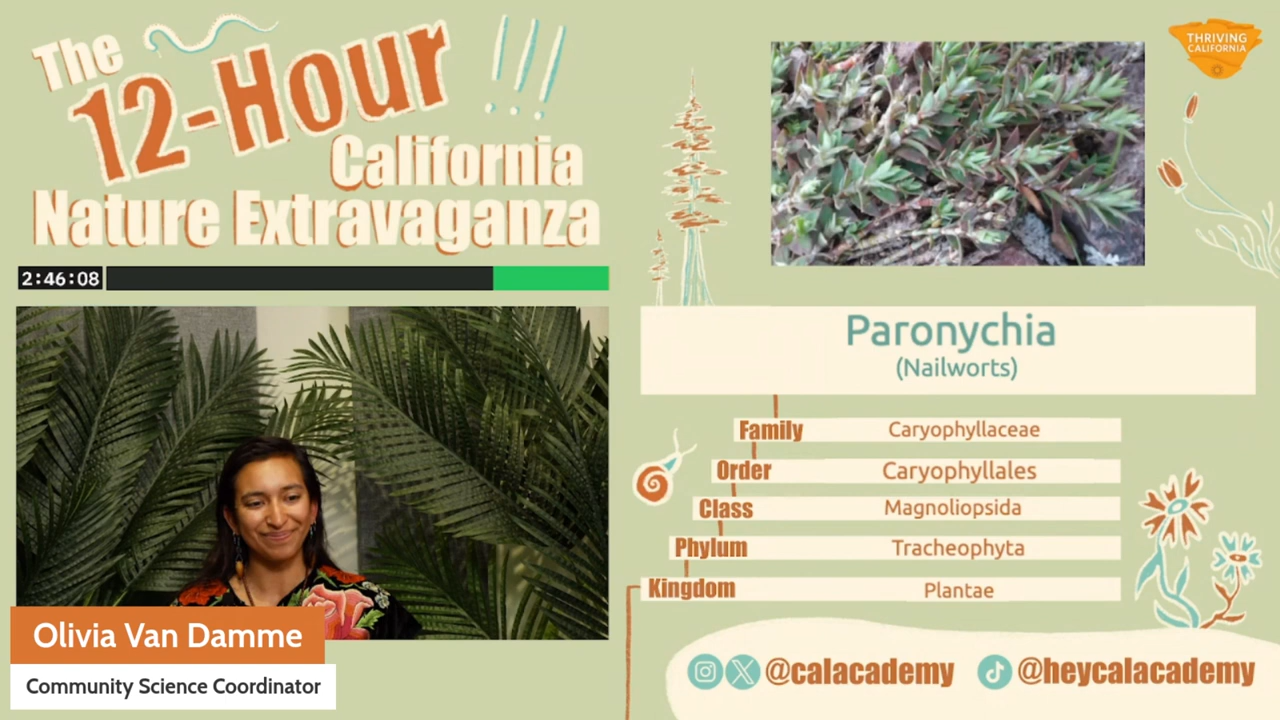 The
12-Hour !!!
California
Nature Extravaganza
2:46:08
Olivia Van Damme
Community Science Coordinator
THRIVING
CALIFORNIA
Paronychia
(Nailworts)
Family Caryophyllaceae
Order Caryophyllales
Class Magnoliopsida
Phylum Tracheophyta
Kingdom Plantae
@calacademy @heycalacademy